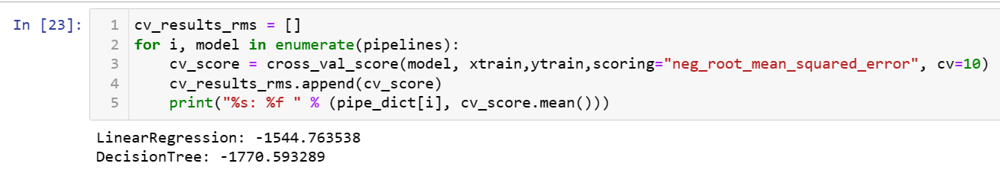 In [23]:
1 cv_results_rms = []
2 for i, model in enumerate(pipelines):
3     cv_score = cross_val_score(model, xtrain,ytrain,scoring="neg_root_mean_squared_error", cv=10)
4     cv_results_rms.append(cv_score)
5     print("%s: %f " % (pipe_dict[i], cv_score.mean()))
LinearRegression: -1544.763538
DecisionTree: -1770.593289